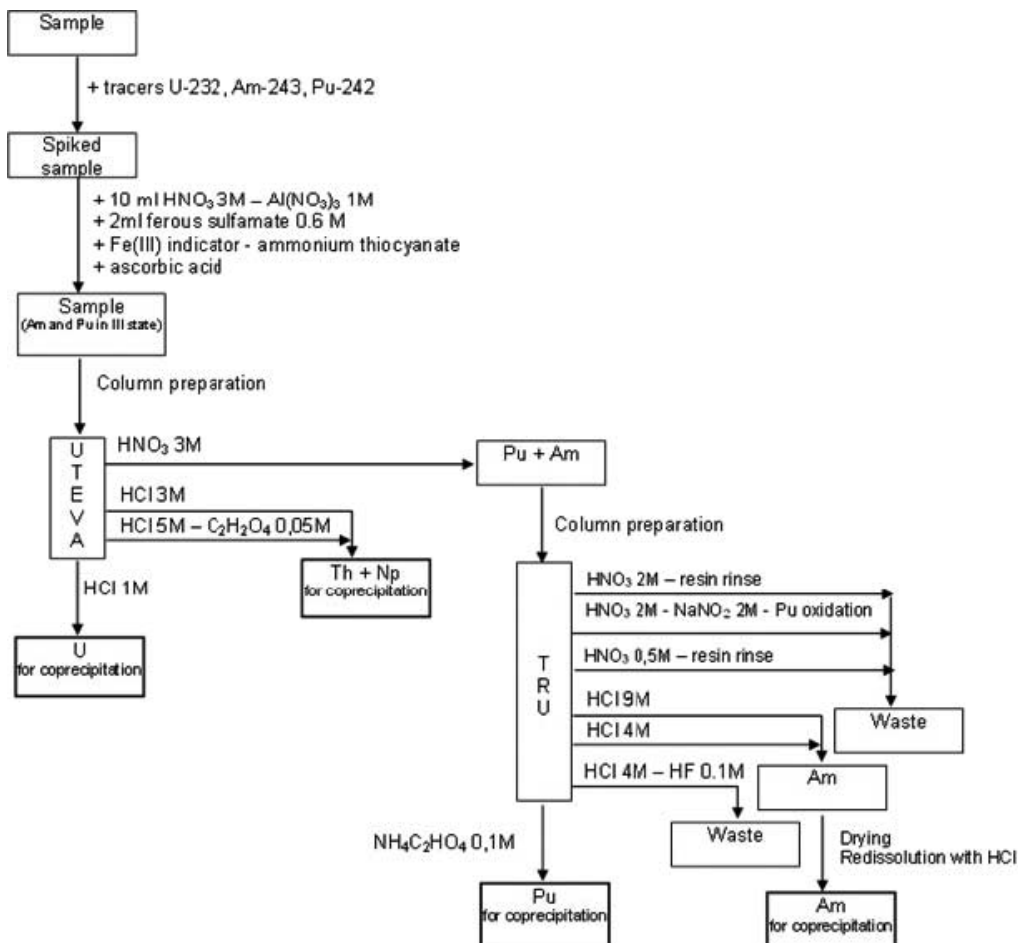 Sample
+ tracers U-232, Am-243, Pu-242
Spiked
sample
+ 10 ml HNO₃ 3M – Al(NO₃)₃ 1M
+ 2ml ferous sulfamate 0.6 M
+ Fe(III) indicator - ammonium thiocyanate
+ ascorbic acid
Sample
(Am and Pu in III state)
Column preparation
UTEVA
HNO₃ 3M
Pu + Am
HCl 3M
HCl 5M – C₂H₂O₄ 0,05M
Th + Np
for coprecipitation
HCl 1M
U
for coprecipitation
Column preparation
TRU
HNO₃ 2M – resin rinse
HNO₃ 2M - NaNO₂ 2M - Pu oxidation
HNO₃ 0,5M – resin rinse
Waste
HCl 9M
HCl 4M
Am
HCl 4M – HF 0.1M
Waste
Drying
Redissolution with HCl
NH₄C₂HO₄ 0,1M
Pu
for coprecipitation
Am
for coprecipitation